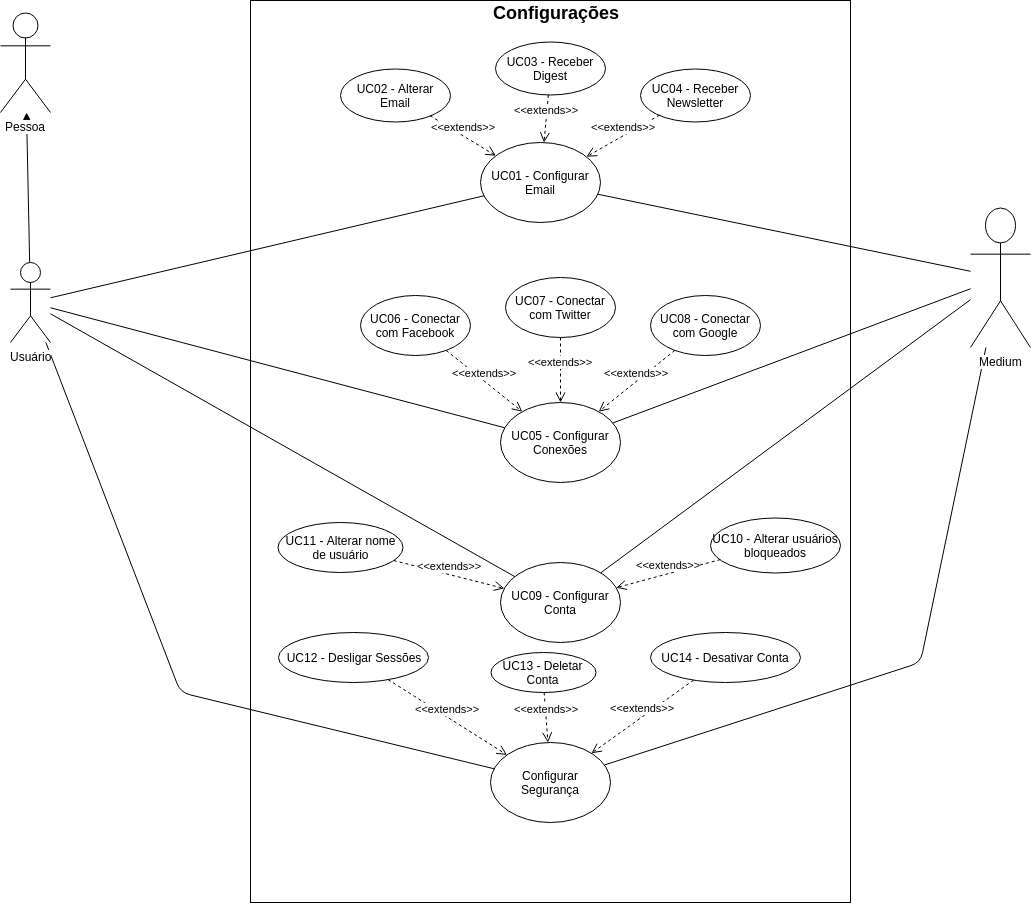 Configurações
UC03 - Receber
Digest
UC02 - Alterar
Email
UC04 - Receber
Newsletter
<<extends>>
<<extends>>
<<extends>>
Pessoa
UC01 - Configurar
Email
UC07 - Conectar
com Twitter
UC06 - Conectar
com Facebook
UC08 - Conectar
com Google
Usuário
Medium
<<extends>>
<<extends>>
<<extends>>
UC05 - Configurar
Conexões
UC11 - Alterar nome
de usuário
UC10 - Alterar usuários
bloqueados
<<extends>>
<<extends>>
UC09 - Configurar
Conta
UC12 - Desligar Sessões
UC13 - Deletar
Conta
UC14 - Desativar Conta
<<extends>>
<<extends>>
<<extends>>
Configurar
Segurança